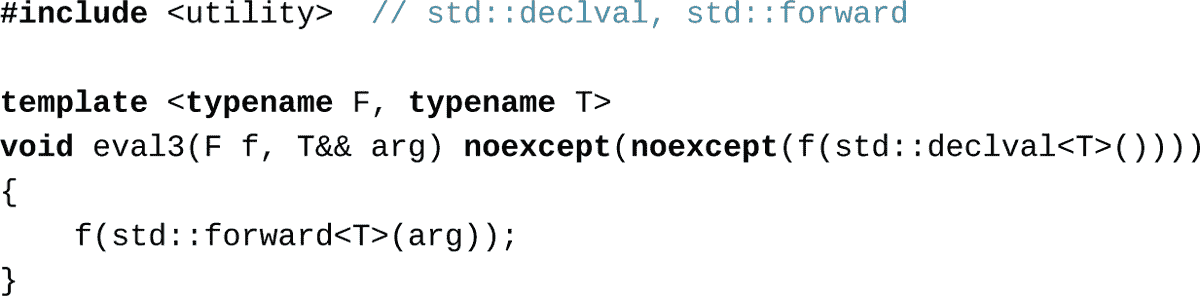 #include <utility>  // std::declval, std::forward
template <typename F, typename T>
void eval3(F f, T&& arg) noexcept(noexcept(f(std::declval<T>())))
{
    f(std::forward<T>(arg));
}